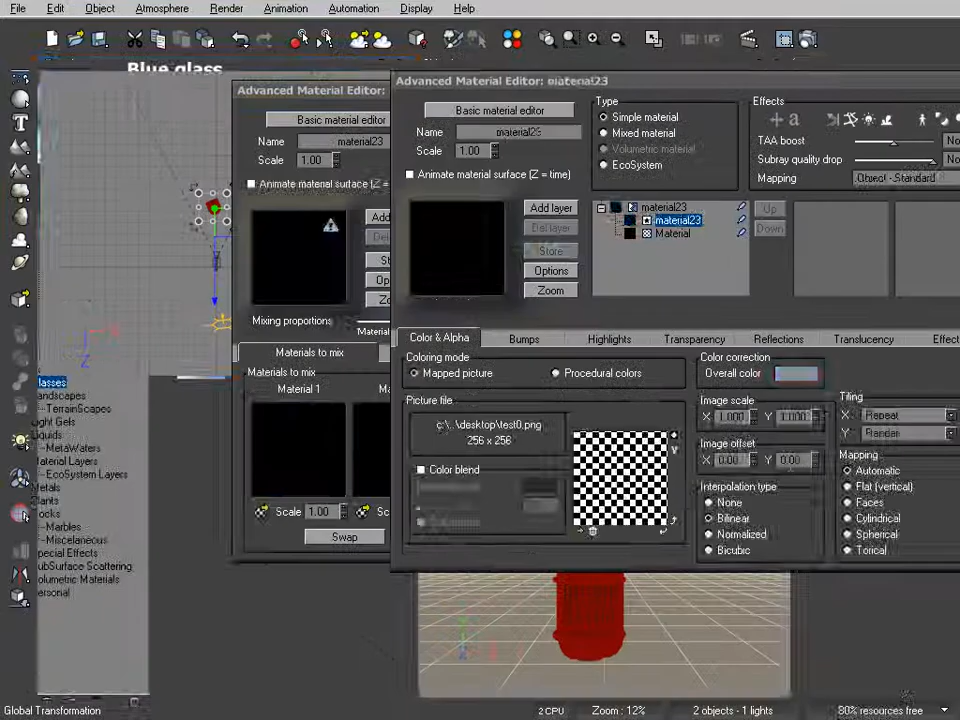 File Edit Object Atmosphere Render Animation Automation Display Help
Blue glass
Advanced Material Editor:
Basic material editor
Name material23
Scale 1.00
Animate material surface (Z =
Mixing proportions:
Materials to mix
Materials to mix
Material 1
Scale 1.00
Swap
Advanced Material Editor: material23
Basic material editor
Name material23
Scale 1.00
Animate material surface (Z = time)
Type
Simple material
Mixed material
Volumetric material
EcoSystem
Effects
TAA boost
Subray quality drop
Mapping Object - Standard
Add layer
Del layer
Store
Options
Zoom
material23
material23
Material
Up
Down
Color & Alpha Bumps Highlights Transparency Reflections Translucency Effect
Coloring mode
Mapped picture Procedural colors
Color correction
Overall color
Picture file
c:\..\desktop\test0.png
256 x 256
Color blend
Image scale
X 1.000 Y 1.000
Image offset
X 0.00 Y 0.00
Interpolation type
None
Bilinear
Normalized
Bicubic
Tiling
X: Repeat
Y:
Mapping
Automatic
Flat (vertical)
Faces
Cylindrical
Spherical
Torical
lasses
andscapes
TerrainScapes
ight Gels
iquids
MetaWaters
aterial Layers
EcoSystem Layers
etals
lants
ocks
Marbles
Miscellaneous
pecial Effects
ubSurface Scattering
olumetric Materials
ersonal
Global Transformation
2 CPU Zoom : 12% 2 objects - 1 lights 80% resources free